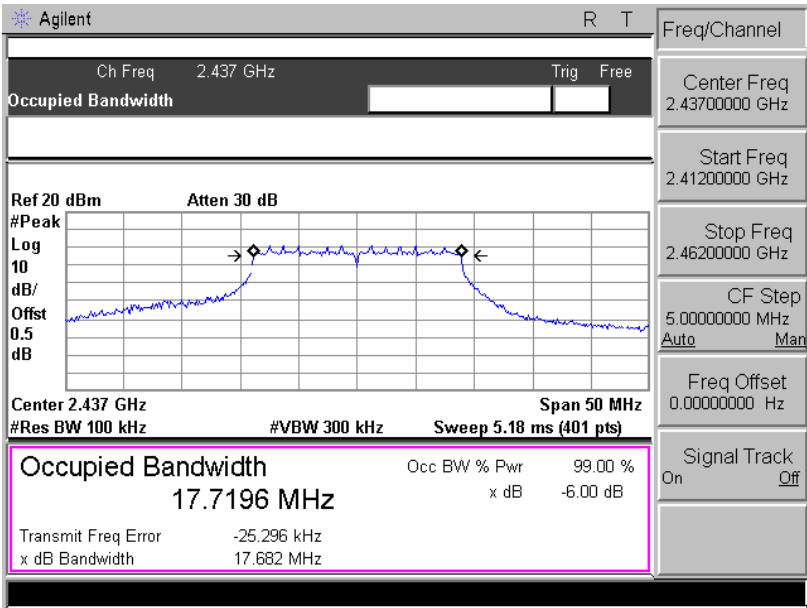 Agilent R T
Ch Freq 2.437 GHz Trig Free
Occupied Bandwidth
Ref 20 dBm Atten 30 dB
#Peak
Log
10
dB/
Offst
0.5
dB
Center 2.437 GHz Span 50 MHz
#Res BW 100 kHz #VBW 300 kHz Sweep 5.18 ms (401 pts)
Occupied Bandwidth Occ BW % Pwr 99.00 %
17.7196 MHz x dB -6.00 dB
Transmit Freq Error -25.296 kHz
x dB Bandwidth 17.682 MHz
Freq/Channel
Center Freq
2.43700000 GHz
Start Freq
2.41200000 GHz
Stop Freq
2.46200000 GHz
CF Step
5.00000000 MHz
Auto Man
Freq Offset
0.00000000 Hz
Signal Track
On Off